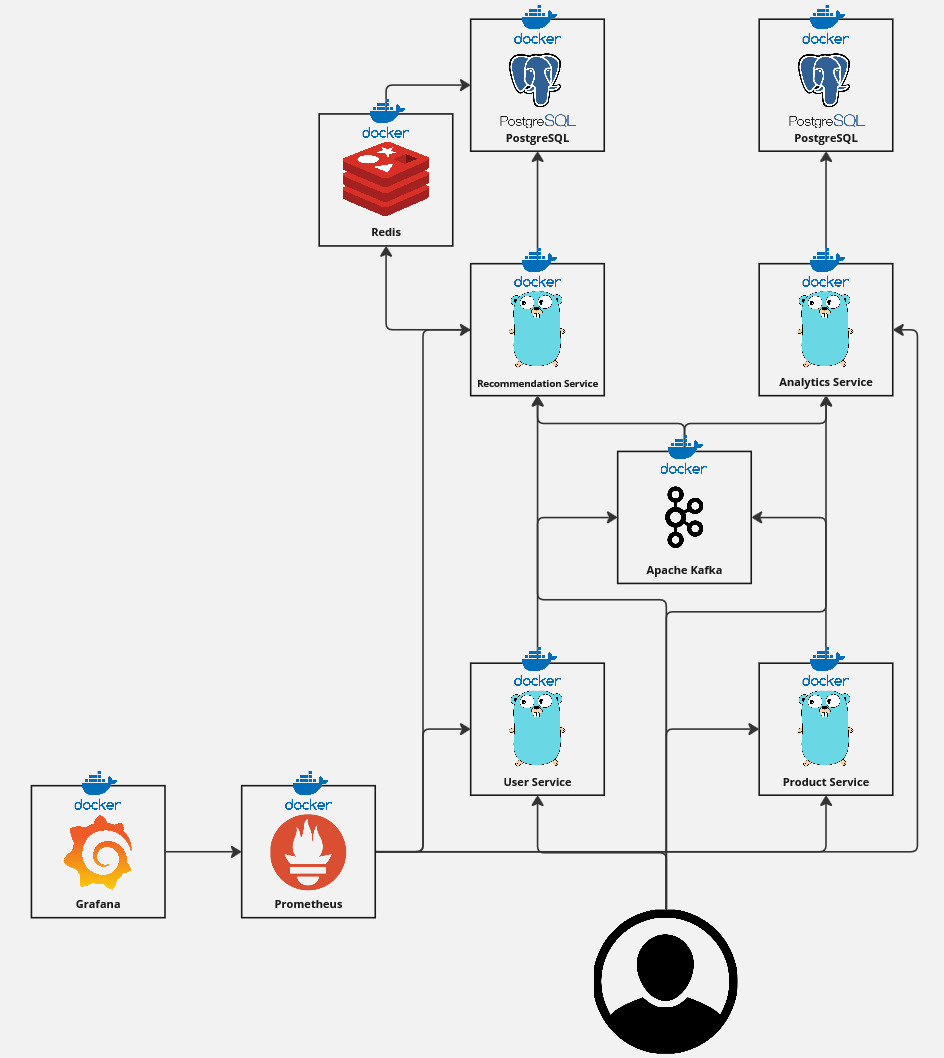 docker
PostgreSQL
PostgreSQL
docker
PostgreSQL
PostgreSQL
docker
Redis
docker
Recommendation Service
docker
Analytics Service
docker
Apache Kafka
docker
User Service
docker
Product Service
docker
Grafana
docker
Prometheus